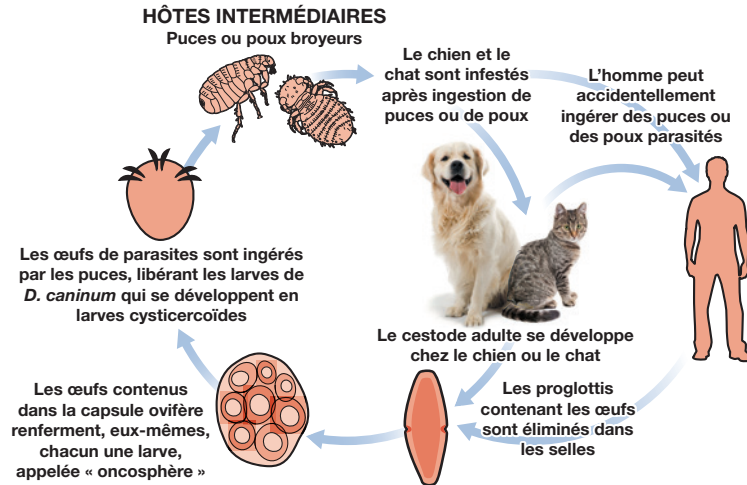 HÔTES INTERMÉDIAIRES
Puces ou poux broyeurs
Le chien et le
chat sont infestés
après ingestion de
puces ou de poux
L'homme peut
accidentellement
ingérer des puces ou
des poux parasités
Les œufs de parasites sont ingérés
par les puces, libérant les larves de
D. caninum qui se développent en
larves cysticercoïdes
Le cestode adulte se développe
chez le chien ou le chat
Les œufs contenus
dans la capsule ovifère
renferment, eux-mêmes,
chacun une larve,
appelée « oncosphère »
Les proglottis
contenant les œufs
sont éliminés dans
les selles